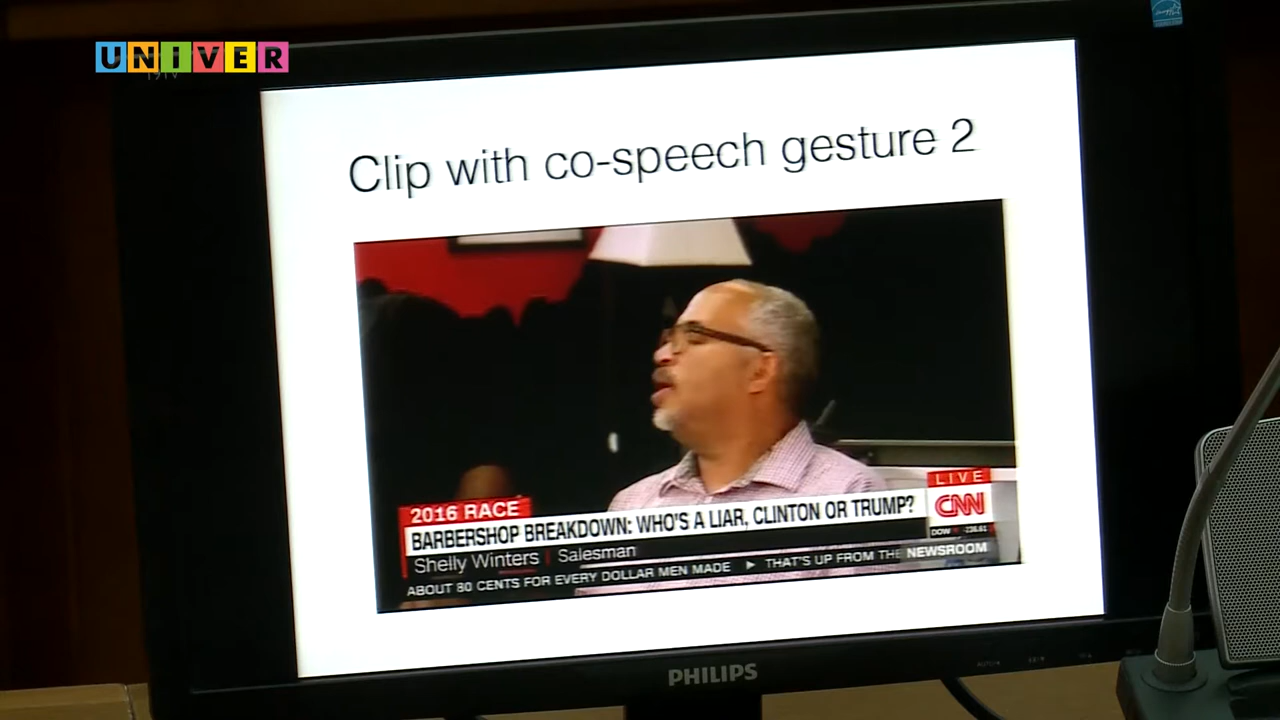 UNIVER
Clip with co-speech gesture 2
2016 RACE
BARBERSHOP BREAKDOWN: WHO'S A LIAR, CLINTON OR TRUMP?
Shelly Winters | Salesman
ABOUT 80 CENTS FOR EVERY DOLLAR MEN MADE ▶ THAT'S UP FROM THE
LIVE
CNN
DOW
NEWSROOM
PHILIPS